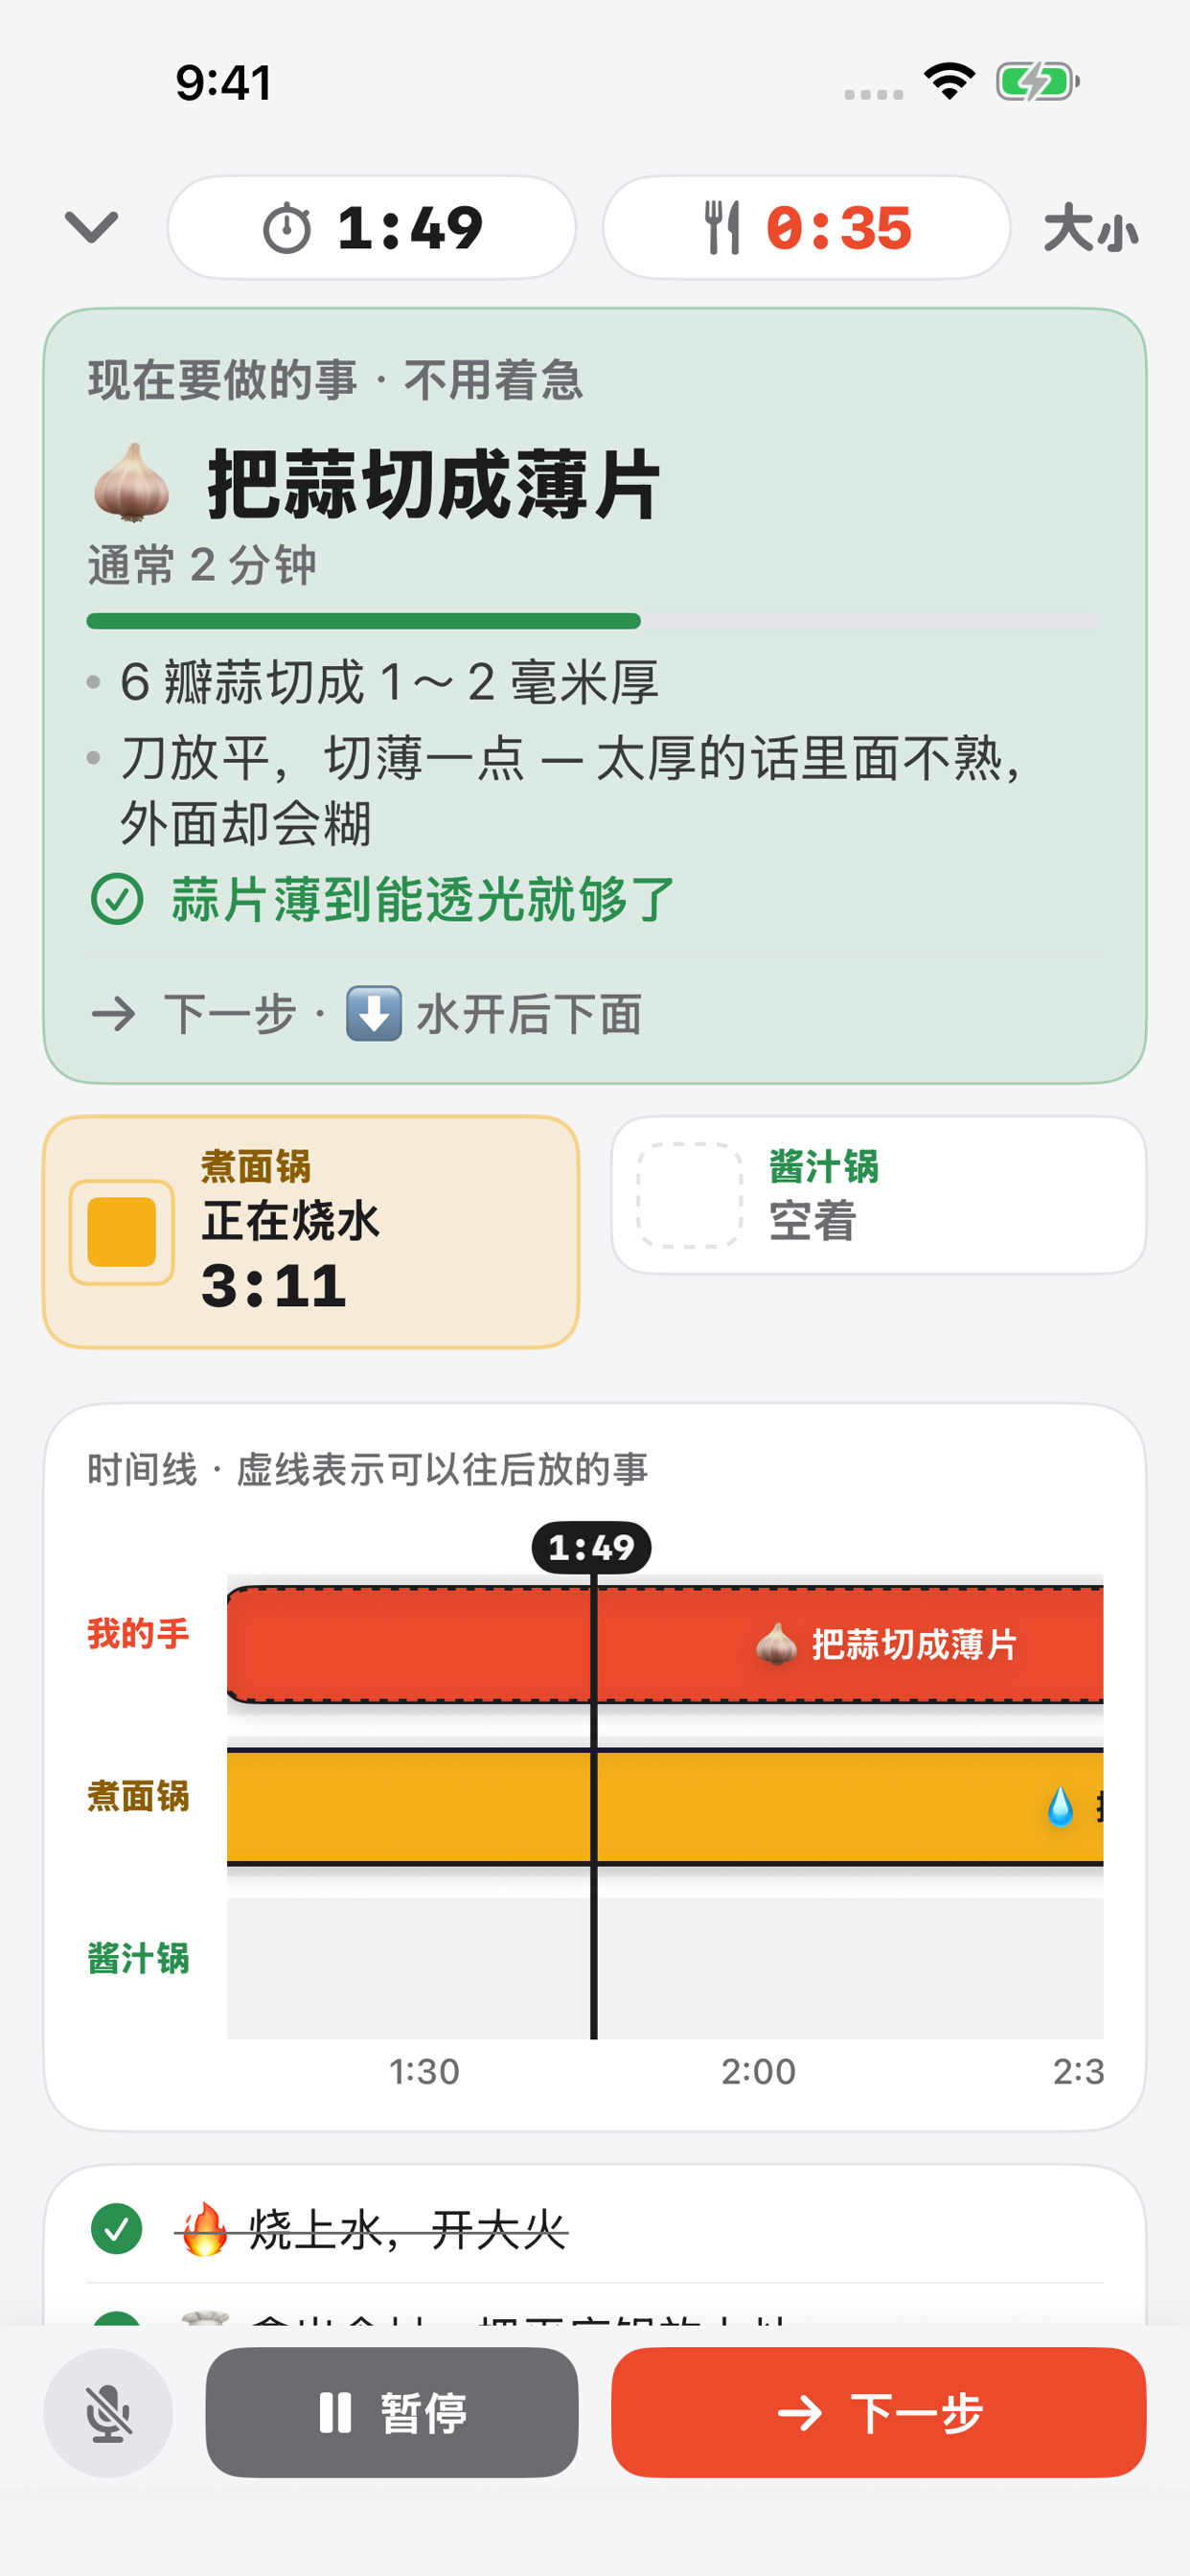 9:41
1:49
0:35
大小
现在要做的事 · 不用着急
把蒜切成薄片
通常 2 分钟
6 瓣蒜切成 1～2 毫米厚
刀放平，切薄一点 — 太厚的话里面不熟，
外面却会糊
蒜片薄到能透光就够了
下一步 · ⬇️ 水开后下面
煮面锅
正在烧水
3:11
酱汁锅
空着
时间线 · 虚线表示可以往后放的事
1:49
我的手
把蒜切成薄片
煮面锅
酱汁锅
1:30
2:00
2:3
烧上水，开大火
暂停
下一步